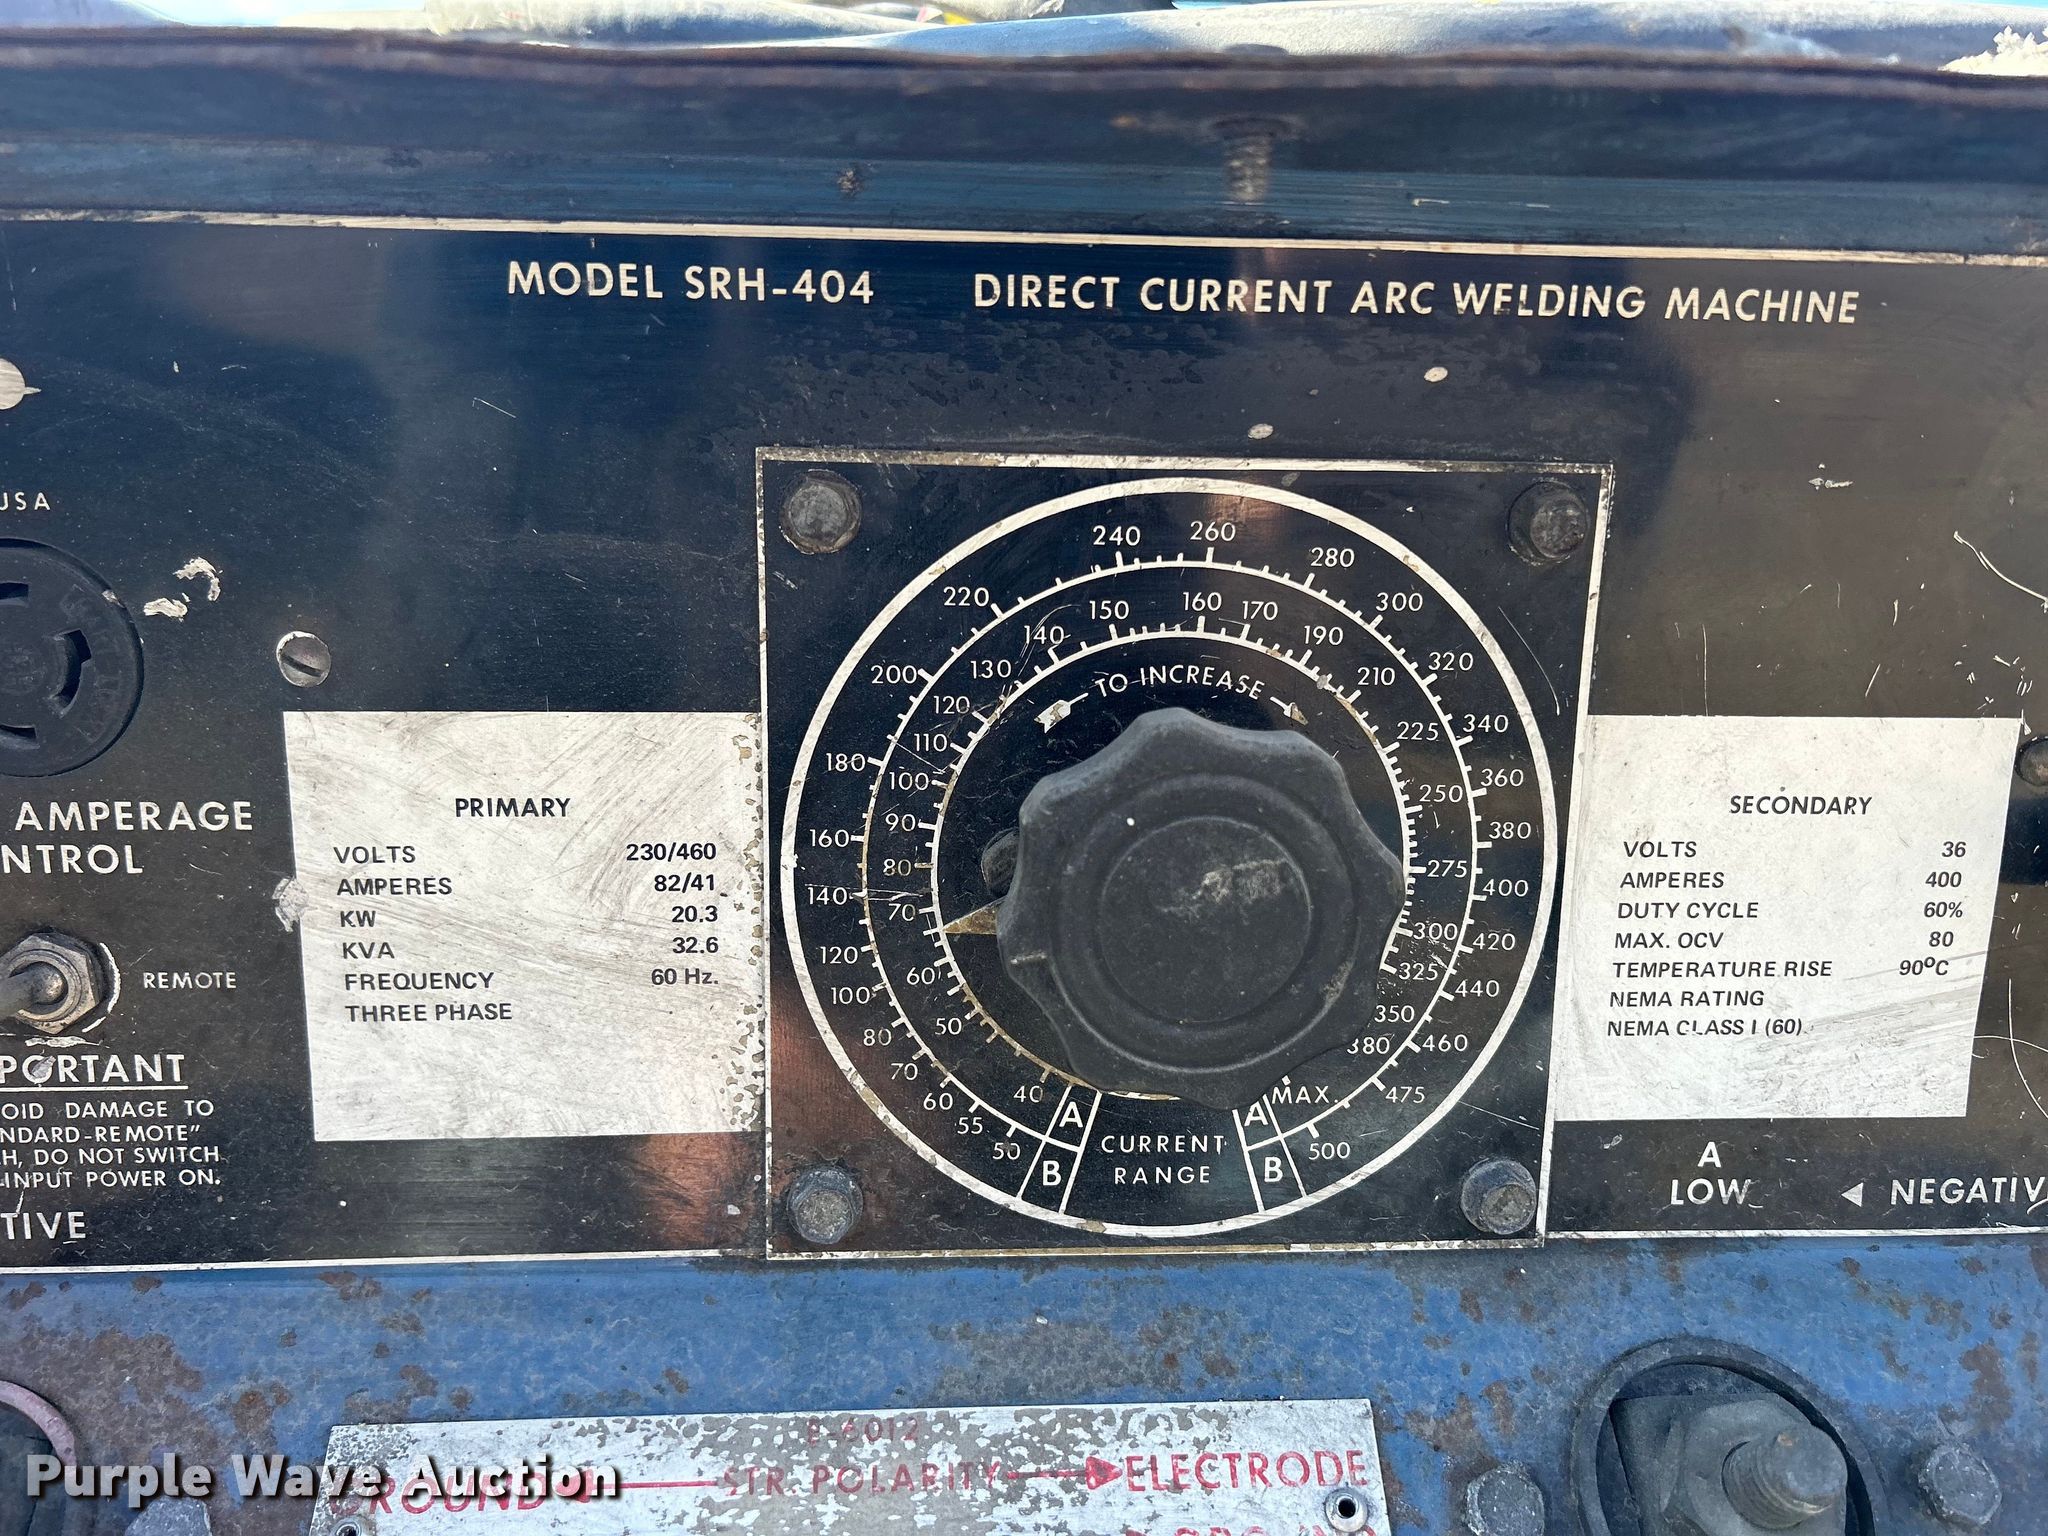 MODEL SRH-404
DIRECT CURRENT ARC WELDING MACHINE
USA
AMPERAGE
REMOTE
OID DAMAGE TO
NDARD-REMOTE"
H, DO NOT SWITCH
INPUT POWER ON.
TIVE
PRIMARY
VOLTS 230/460
AMPERES 82/41
KW 20.3
KVA 32.6
FREQUENCY 60 Hz.
THREE PHASE
50 55 60 70 80 100 120 140 160 180 200 220 240 260 280 300 320 340 360 380 400 420 440 460 475 500
40 50 60 70 80 90 100 110 120 130 140 150 160 170 190 210 225 250 275 300 325 350 380 MAX.
TO INCREASE
A
B
CURRENT
RANGE
A
B
SECONDARY
VOLTS 36
AMPERES 400
DUTY CYCLE 60%
MAX. OCV 80
TEMPERATURE RISE 90°C
NEMA RATING
NEMA CLASS I (60)
A
LOW
NEGATIV
E-6012
GROUND STR. POLARITY ELECTRODE
Purple Wave Auction